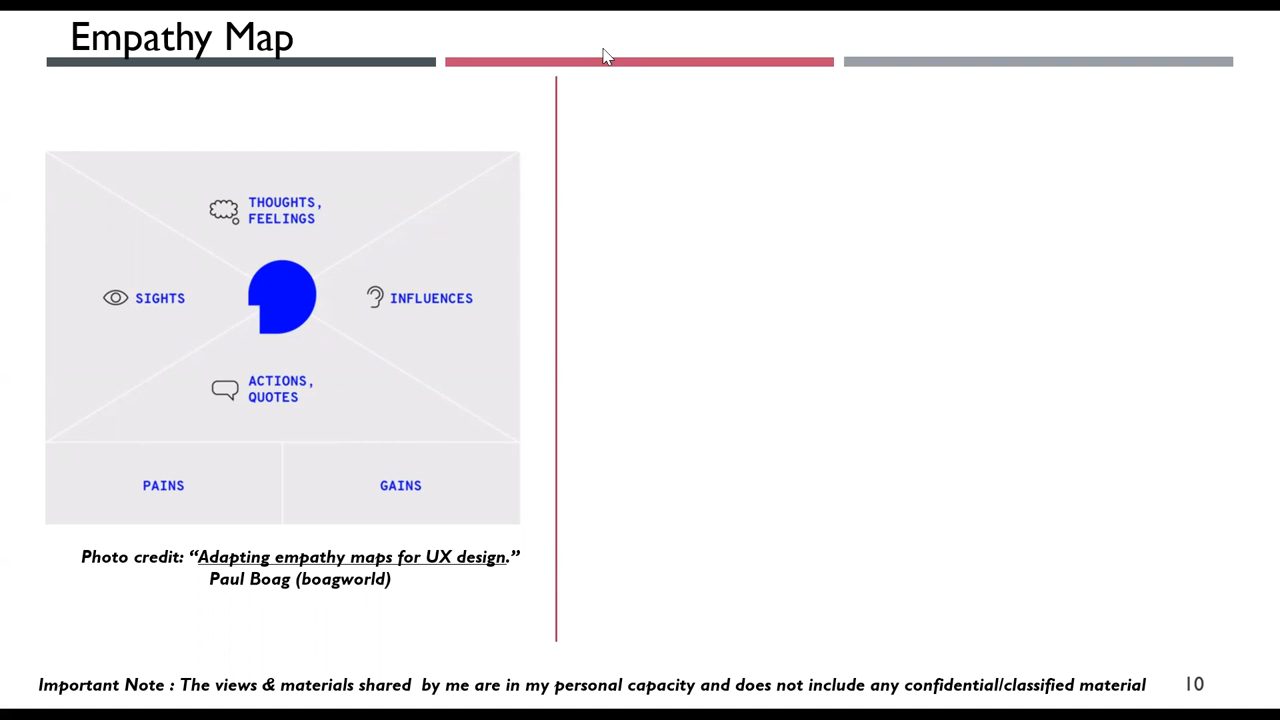 Empathy Map
THOUGHTS,
FEELINGS
SIGHTS
INFLUENCES
ACTIONS,
QUOTES
PAINS
GAINS
Photo credit: “Adapting empathy maps for UX design.”
Paul Boag (boagworld)
Important Note : The views & materials shared  by me are in my personal capacity and does not include any confidential/classified material
10